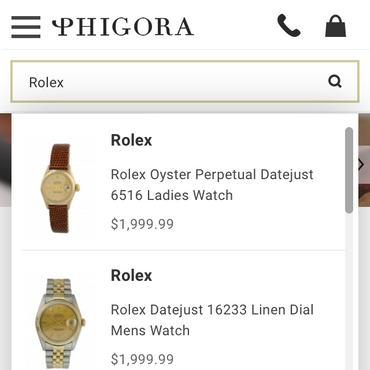 PHIGORA
Rolex
Rolex
Rolex Oyster Perpetual Datejust
6516 Ladies Watch
$1,999.99
Rolex
Rolex Datejust 16233 Linen Dial
Mens Watch
$1,999.99